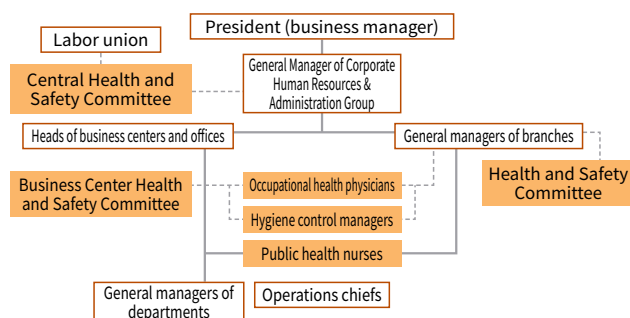 President (business manager)
Labor union
General Manager of Corporate
Human Resources &
Administration Group
Central Health and
Safety Committee
Heads of business centers and offices
General managers of branches
Business Center Health
and Safety Committee
Occupational health physicians
Health and Safety
Committee
Hygiene control managers
Public health nurses
General managers of
departments
Operations chiefs